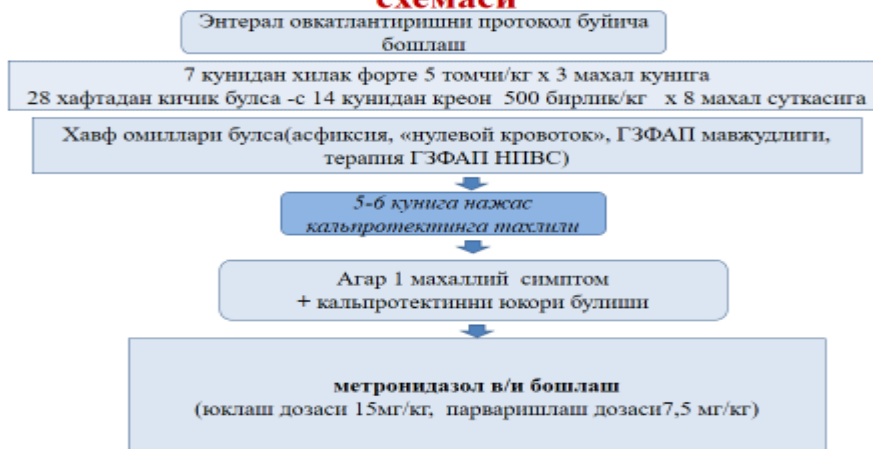 схемаси
Энтерал овкатлантиришни протокол буйича
бошлаш
7 кунидан хилак форте 5 томчи/кг х 3 махал кунига
28 хафтадан кичик булса -с 14 кунидан креон 500 бирлик/кг х 8 махал суткасига
Хавф омиллари булса(асфиксия, «нулевой кровоток», ГЗФАП мавжудлиги,
терапия ГЗФАП НПВС)
5-6 кунига нажас
кальпротектинга тахлили
Агар 1 махаллий симптом
+ кальпротектинни юкори булиши
метронидазол в/и бошлаш
(юклаш дозаси 15мг/кг, парваришлаш дозаси7,5 мг/кг)